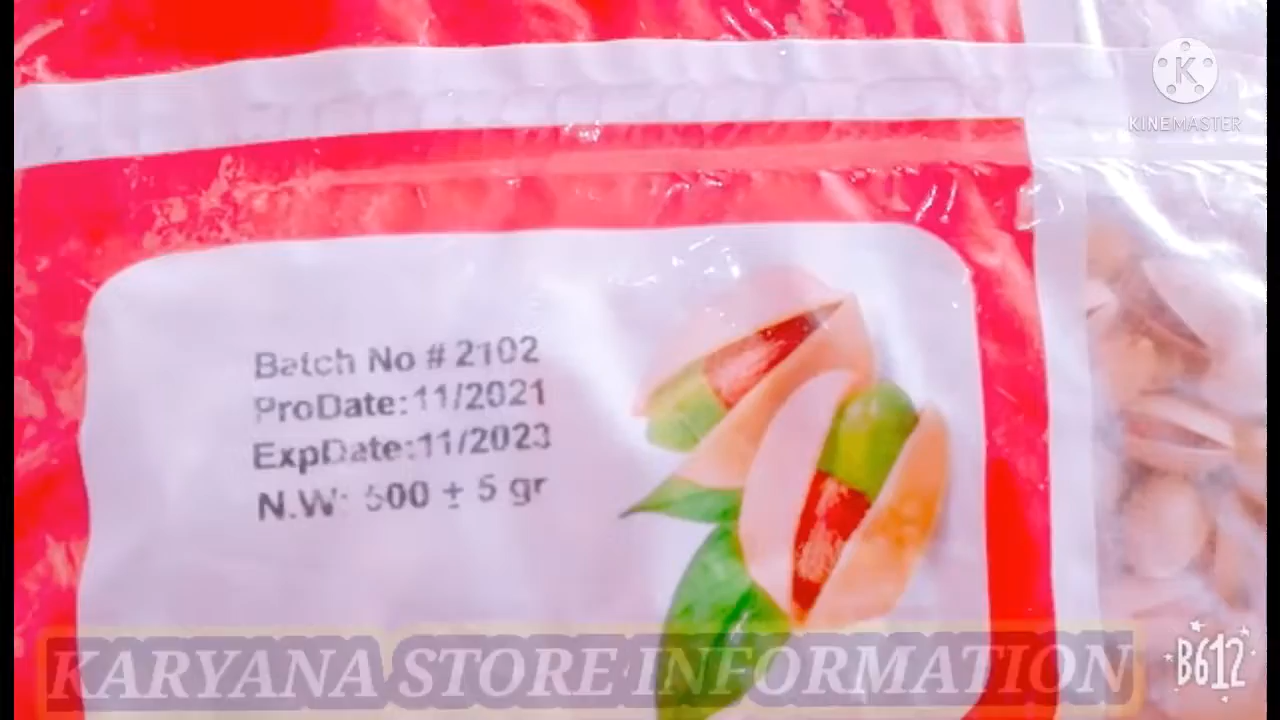 K
KINEMASTER
Batch No # 2102
ProDate:11/2021
ExpDate:11/2023
N.W: 500 ± 5 gr
KARYANA STORE INFORMATION
B612